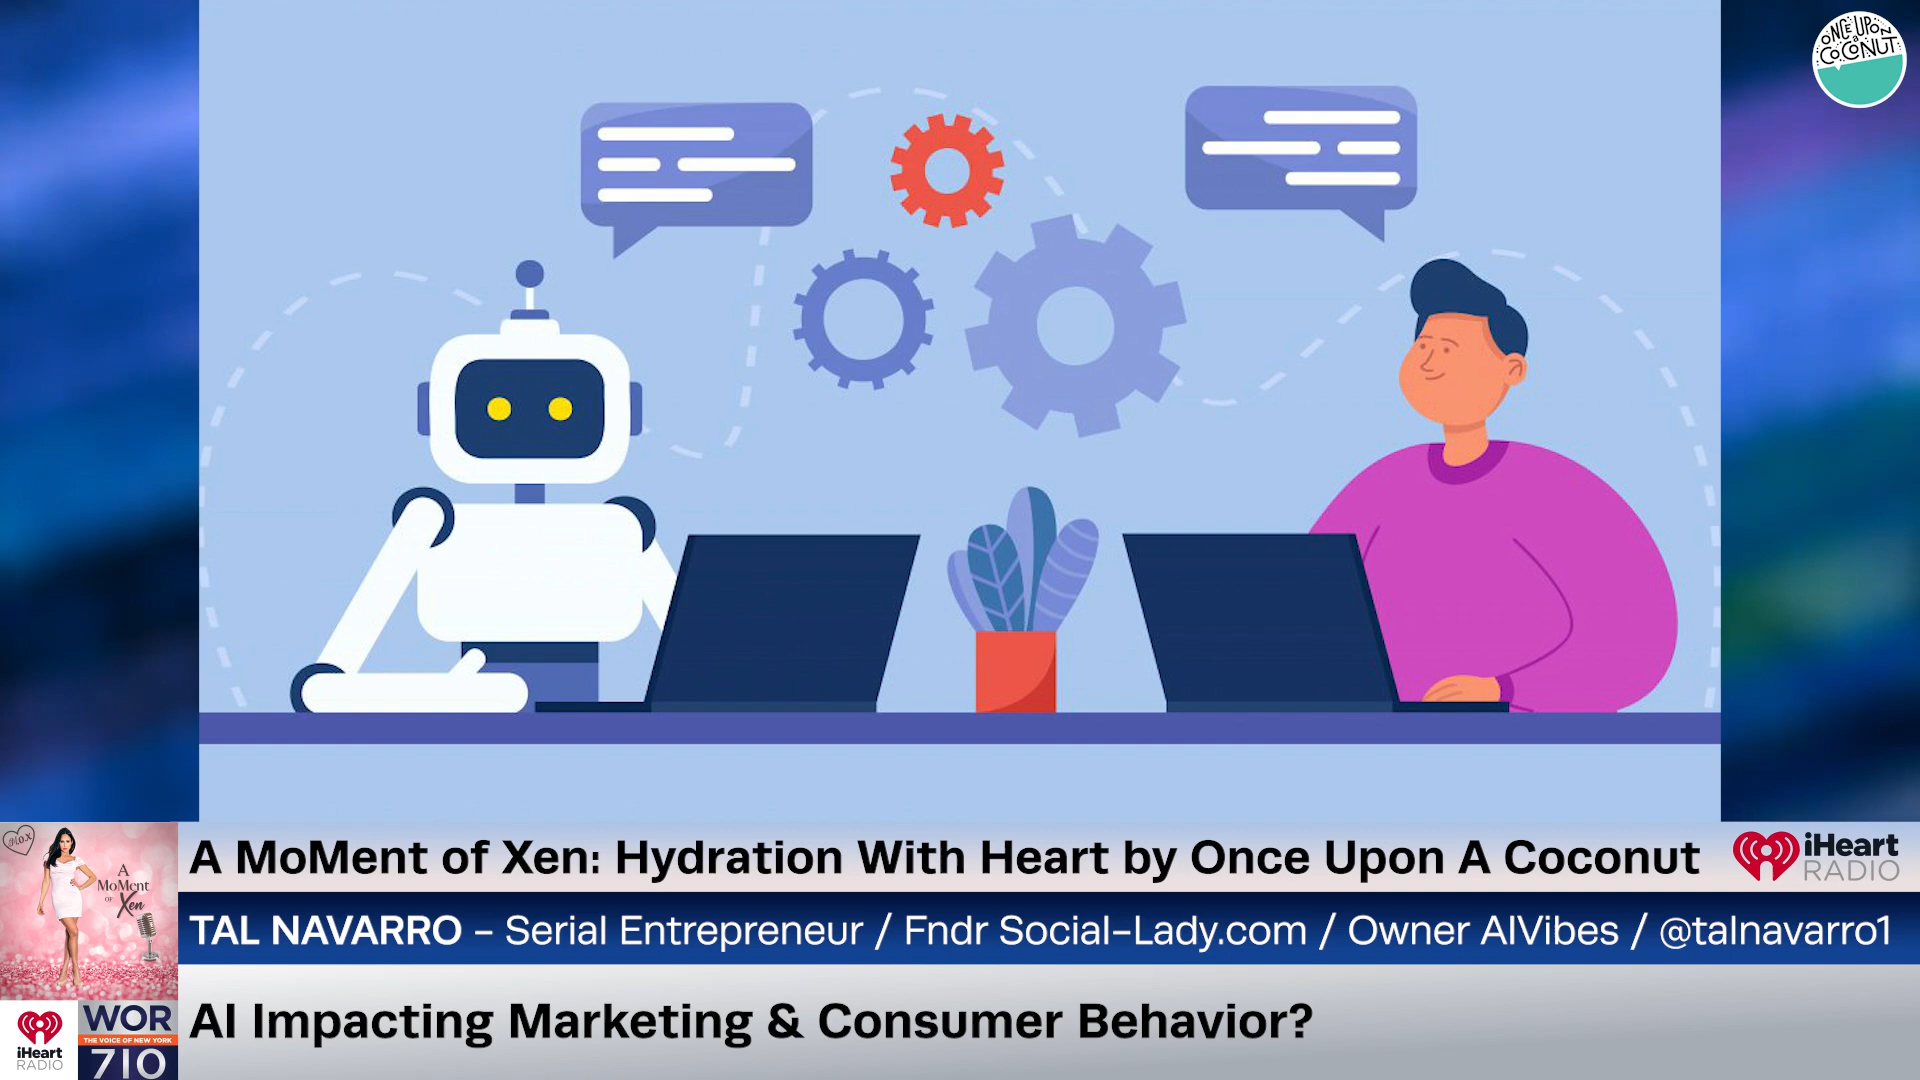 ONCE UPON
a
COCONUT
A MoMent of Xen: Hydration With Heart by Once Upon A Coconut
iHeart
RADIO
M.O.X
A
MoMent
OF Xen
TAL NAVARRO – Serial Entrepreneur / Fndr Social-Lady.com / Owner AIVibes / @talnavarro1
iHeart
RADIO
WOR
THE VOICE OF NEW YORK
710
AI Impacting Marketing & Consumer Behavior?